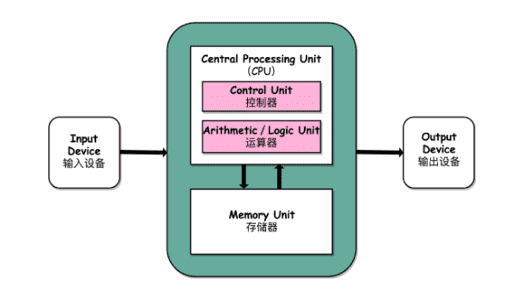 Central Processing Unit
(CPU)
Control Unit
控制器
Arithmetic / Logic Unit
运算器
Input
Device
输入设备
Output
Device
输出设备
Memory Unit
存储器